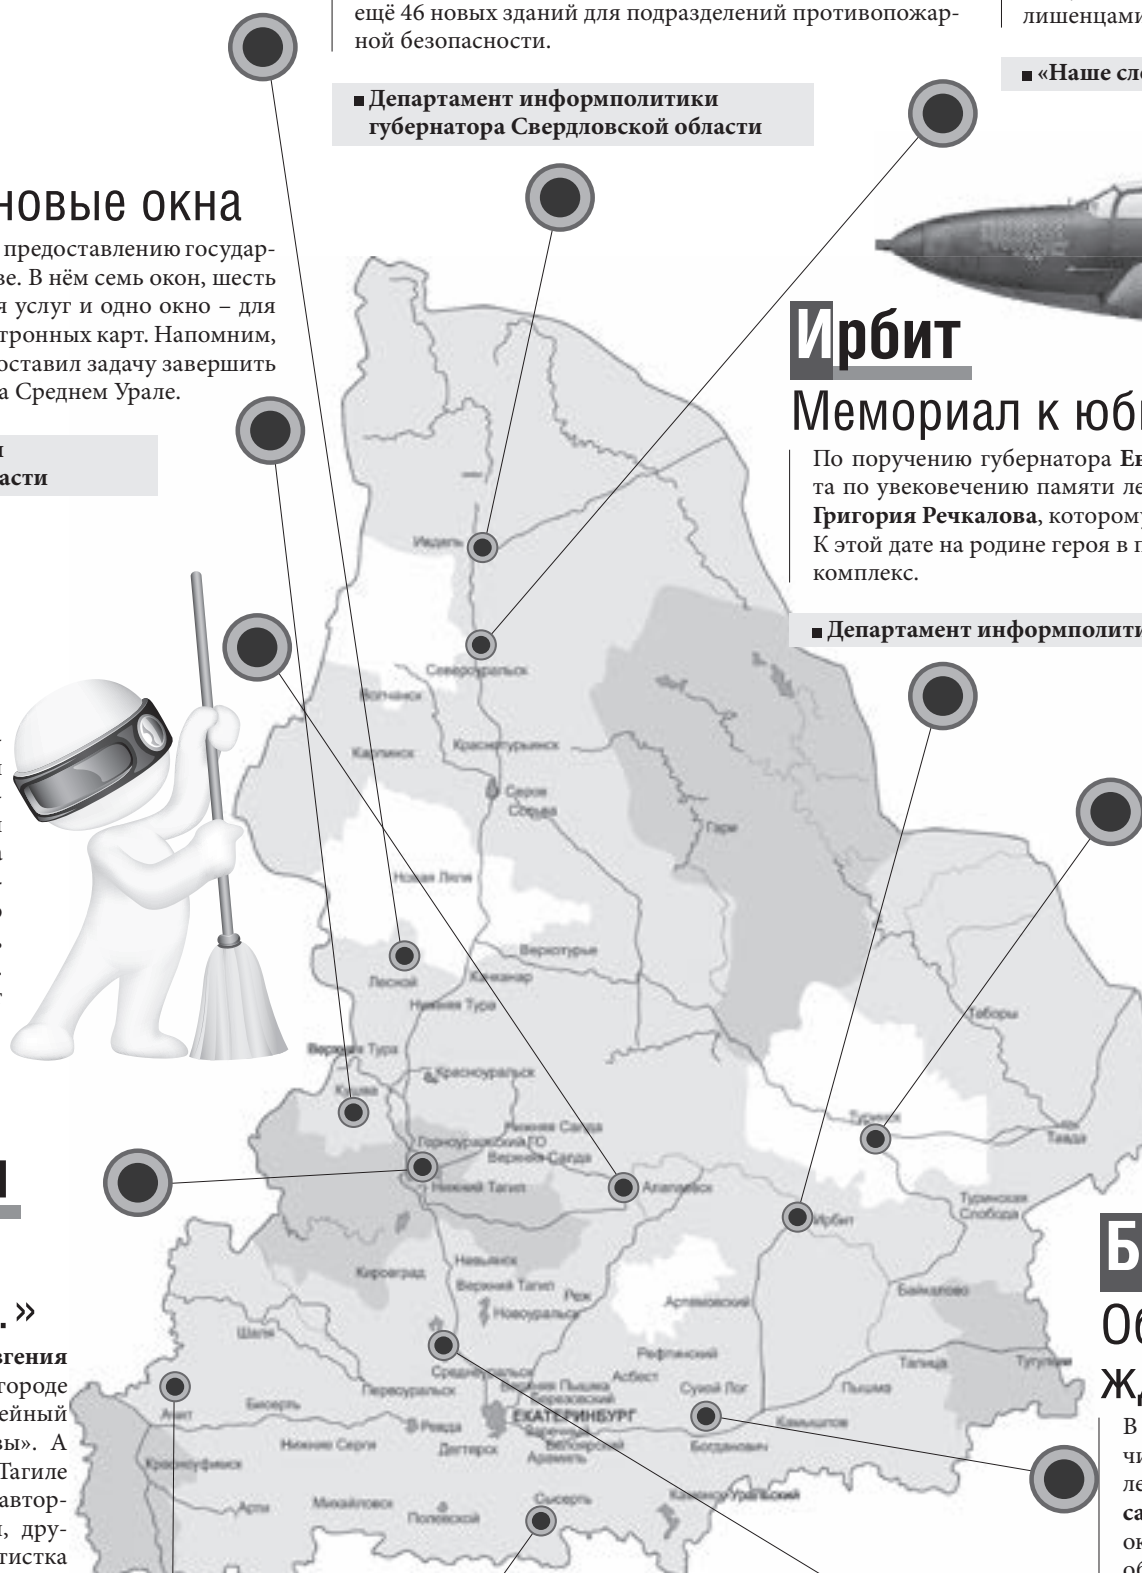 ещё 46 новых зданий для подразделений противопожар-
ной безопасности.
лишенцами
■ «Наше сло
■ Департамент информполитики
губернатора Свердловской области
новые окна
предоставлению государ-
ве. В нём семь окон, шесть
я услуг и одно окно – для
тронных карт. Напомним,
оставил задачу завершить
а Среднем Урале.
асти
Ирбит
Мемориал к юби
По поручению губернатора Ев
та по увековечению памяти ле
Григория Речкалова, которому
К этой дате на родине героя в п
комплекс.
■ Департамент информполити
Ивдель
Североуральск
Волчанск
Карпинск
Краснотурьинск
Серов
Сосьва
Гари
Новая Ляля
Верхотурье
Лесной
Качканар
Нижняя Тура
Таборы
Верхняя Тура
Красноуральск
Кушва
Туринск
Тавда
Нижняя Салда
Горноуральский ГО
Верхняя Салда
Нижний Тагил
Алапаевск
Туринская
Слобода
Ирбит
Невьянск
Кировград
Верхний Тагил
Реж
Новоуральск
Артёмовский
Байкалово
Шаля
Рефтинский
Талица
Тугулым
Среднеуральск
Асбест
Первоуральск
Верхняя Пышма
Берёзовский
Сухой Лог
Пышма
Ачит
Бисерть
ЕКАТЕРИНБУРГ
Ревда
Заречный
Камышлов
Нижние Серги
Дегтярск
Белоярский
Богданович
Арамиль
Красноуфимск
Арти
Михайловск
Полевской
Сысерть
Каменск-Уральский
.»
вгения
городе
ейный
вы». А
Тагиле
автор-
, дру-
тистка
Б
Об
жд
В
чи
ле
са
ок
об